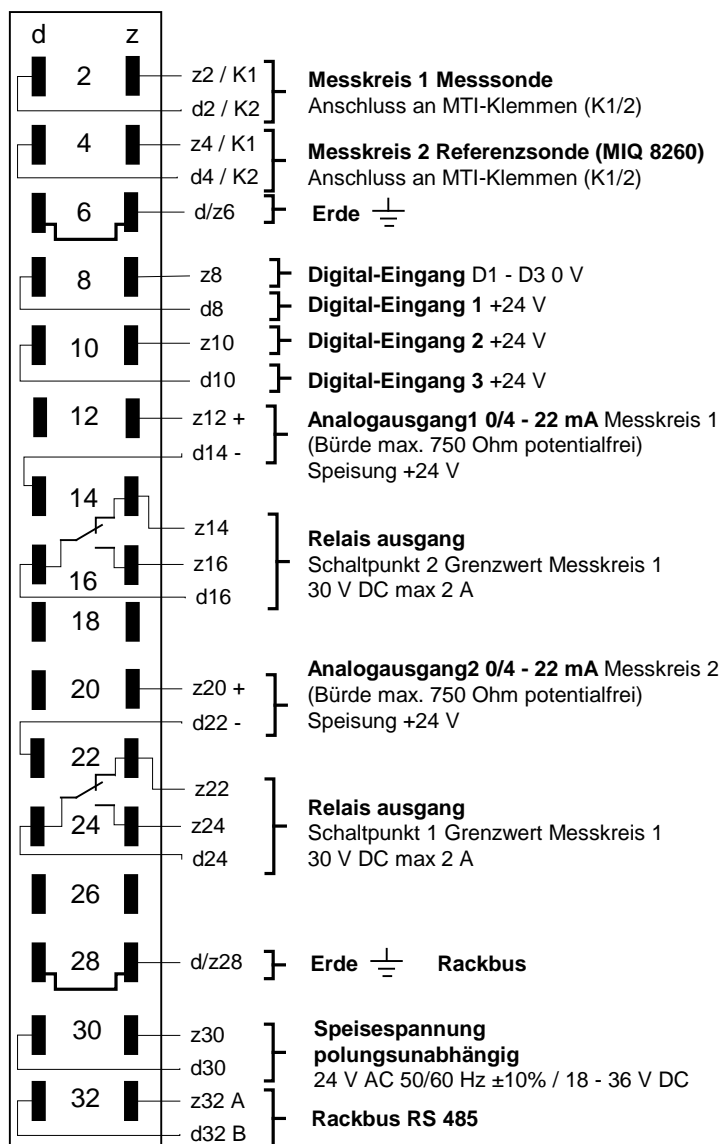 d z
2 z2 / K1 Messkreis 1 Messsonde
d2 / K2 Anschluss an MTI-Klemmen (K1/2)
4 z4 / K1 Messkreis 2 Referenzsonde (MIQ 8260)
d4 / K2 Anschluss an MTI-Klemmen (K1/2)
6 d/z6 Erde
8 z8 Digital-Eingang D1 - D3 0 V
d8 Digital-Eingang 1 +24 V
10 z10 Digital-Eingang 2 +24 V
d10 Digital-Eingang 3 +24 V
12 z12 + Analogausgang1 0/4 - 22 mA Messkreis 1
(Bürde max. 750 Ohm potentialfrei)
d14 - Speisung +24 V
14 z14 Relais ausgang
z16 Schaltpunkt 2 Grenzwert Messkreis 1
16 d16 30 V DC max 2 A
18
20 z20 + Analogausgang2 0/4 - 22 mA Messkreis 2
(Bürde max. 750 Ohm potentialfrei)
d22 - Speisung +24 V
22 z22 Relais ausgang
24 z24 Schaltpunkt 1 Grenzwert Messkreis 1
d24 30 V DC max 2 A
26
28 d/z28 Erde Rackbus
30 z30 Speisespannung
polungsunabhängig
d30 24 V AC 50/60 Hz ±10% / 18 - 36 V DC
32 z32 A Rackbus RS 485
d32 B